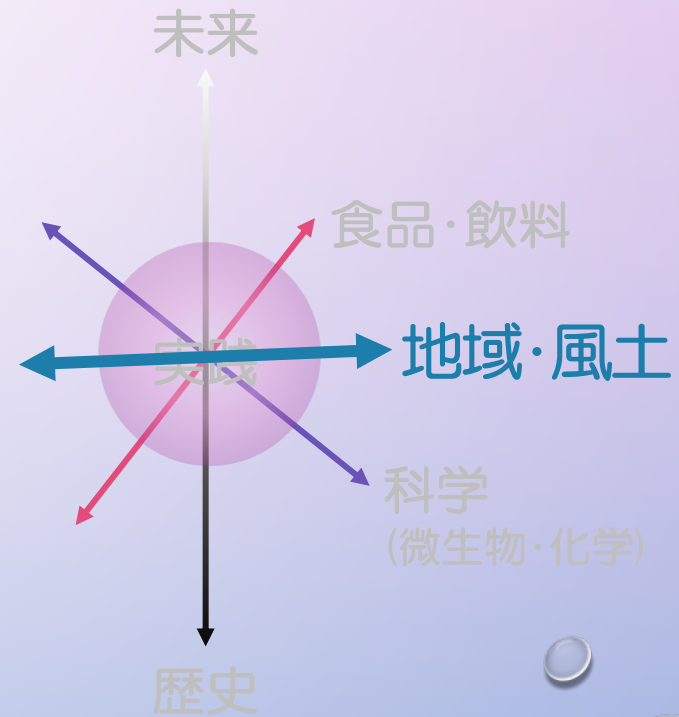 未来
食品・飲料
実践
地域・風土
科学
(微生物・化学)
歴史